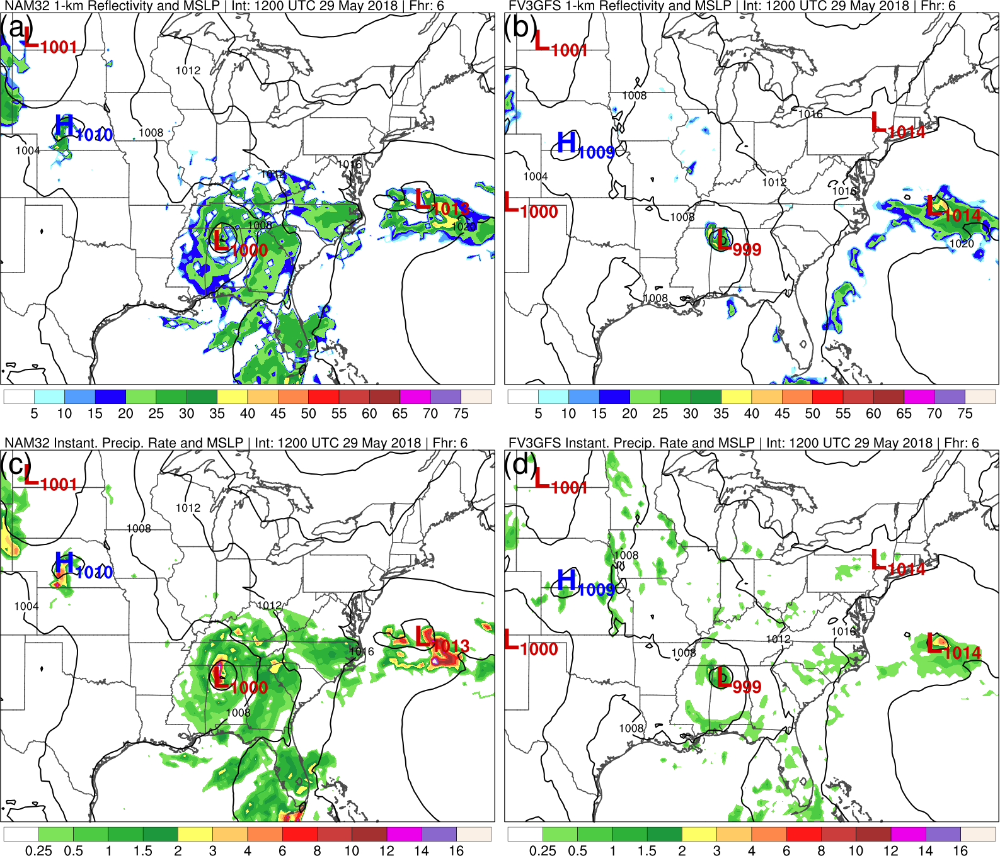 NAM32 1-km Reflectivity and MSLP | Int: 1200 UTC 29 May 2018 | Fhr: 6
(a)
L1001
1012
H1010
1008
1004
1012
1016
L1013
1008
1020
L1000
5 10 15 20 25 30 35 40 45 50 55 60 65 70 75
FV3GFS 1-km Reflectivity and MSLP | Int: 1200 UTC 29 May 2018 | Fhr: 6
(b)
L1001
1008
1016
L1014
H1009
1004
1012
1016
L1000
L1014
1008
L999
1020
1008
5 10 15 20 25 30 35 40 45 50 55 60 65 70 75
NAM32 Instant. Precip. Rate and MSLP | Int: 1200 UTC 29 May 2018 | Fhr: 6
(c)
L1001
1012
1008
H1010
1004
1012
L1013
1016
L1000
1008
0.25 0.5 1 1.5 2 3 4 6 8 10 12 14 16
FV3GFS Instant. Precip. Rate and MSLP | Int: 1200 UTC 29 May 2018 | Fhr: 6
(d)
L1001
1008
L1014
H1009
1016
L1000
1012
L1014
1008
L999
1008
0.25 0.5 1 1.5 2 3 4 6 8 10 12 14 16